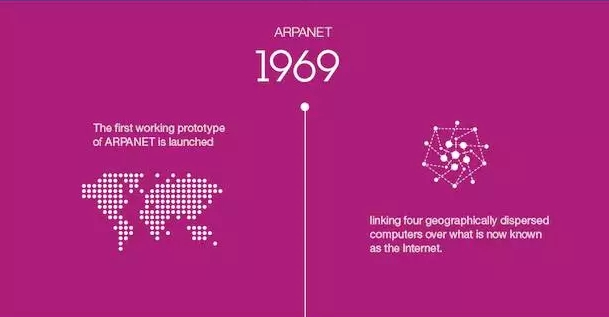 ARPANET
1969
The first working prototype
of ARPANET is launched
linking four geographically dispersed
computers over what is now known
as the Internet.